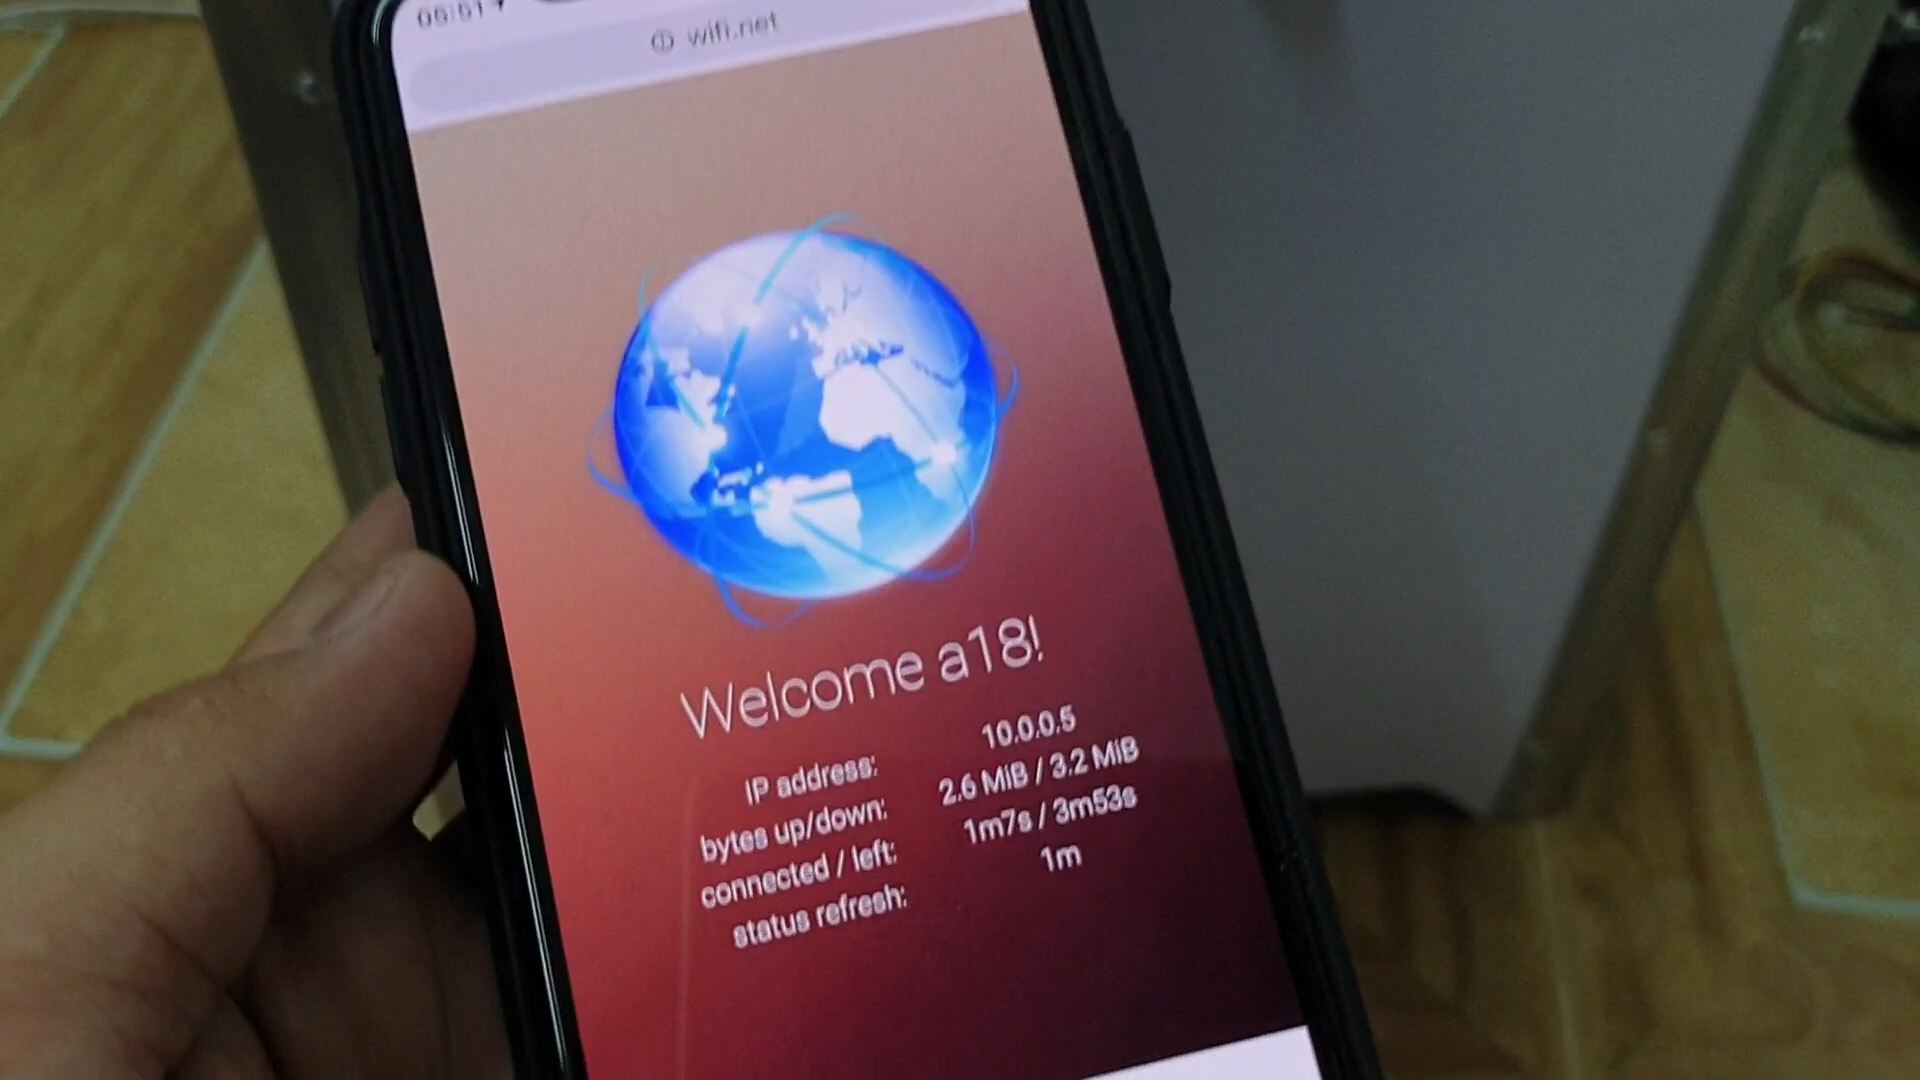 05:51
wifi.net
Welcome a18!
IP address: 10.0.0.5
bytes up/down: 2.6 MiB / 3.2 MiB
connected / left: 1m7s / 3m53s
status refresh: 1m